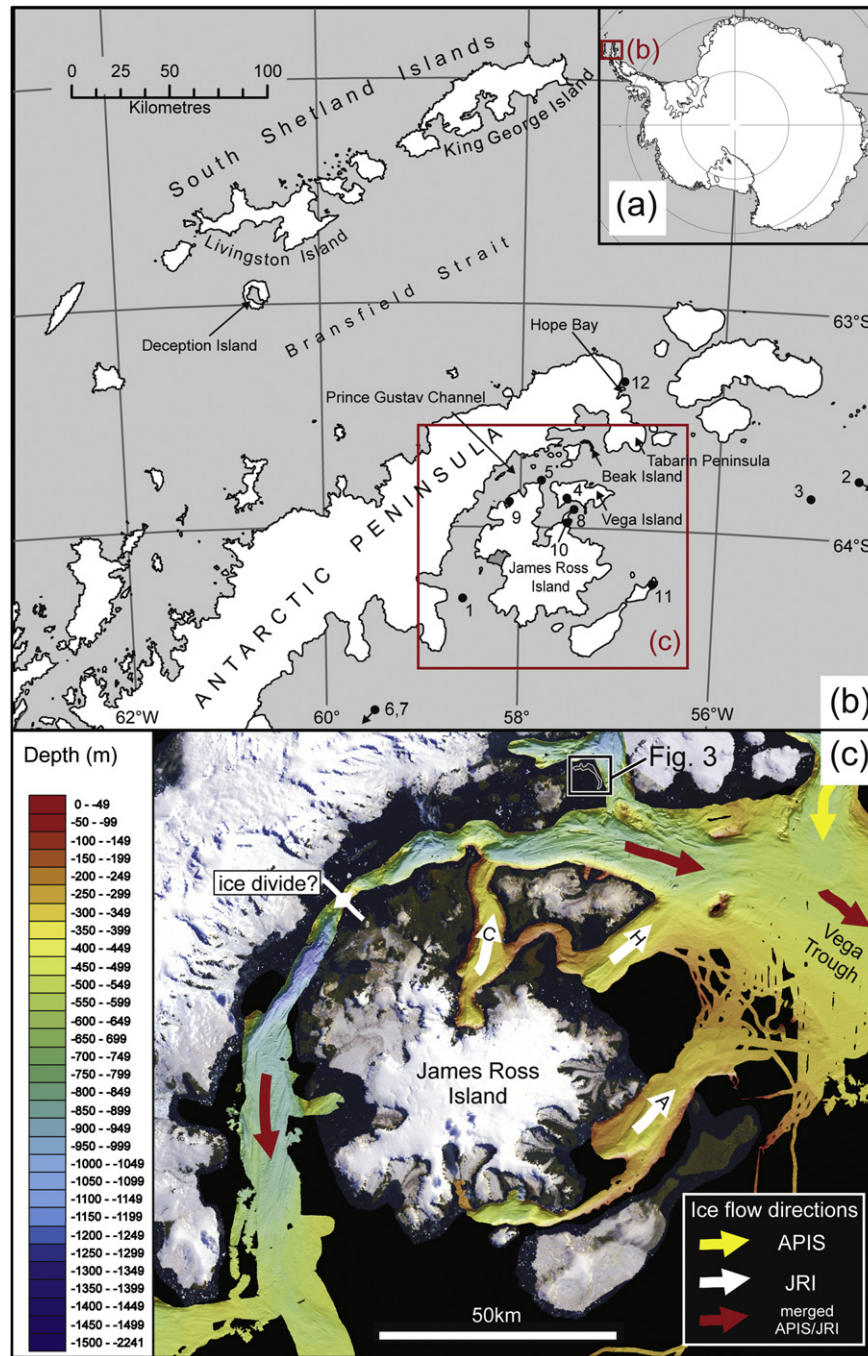 0 25 50 100
Kilometres
South Shetland Islands
King George Island
Livingston Island
Deception Island
Bransfield Strait
(b)
(a)
63°S
Hope Bay
12
Prince Gustav Channel
ANTARCTIC PENINSULA
Tabarin Peninsula
Beak Island
5
4
2
3
Vega Island
9
8
64°S
10
James Ross
Island
11
1
(c)
6,7
62°W
60°
58°W
56°W
(b)
Depth (m)
0 - -49
-50 - -99
-100 - -149
-150 - -199
-200 - -249
-250 - -299
-300 - -349
-350 - -399
-400 - -449
-450 - -499
-500 - -549
-550 - -599
-600 - -649
-650 - -699
-700 - -749
-750 - -799
-800 - -849
-850 - -899
-900 - -949
-950 - -999
-1000 - -1049
-1050 - -1099
-1100 - -1149
-1150 - -1199
-1200 - -1249
-1250 - -1299
-1300 - -1349
-1350 - -1399
-1400 - -1449
-1450 - -1499
-1500 - -2241
Fig. 3
(c)
ice divide?
C
H
Vega
Trough
James Ross
Island
A
50km
Ice flow directions
APIS
JRI
merged
APIS/JRI